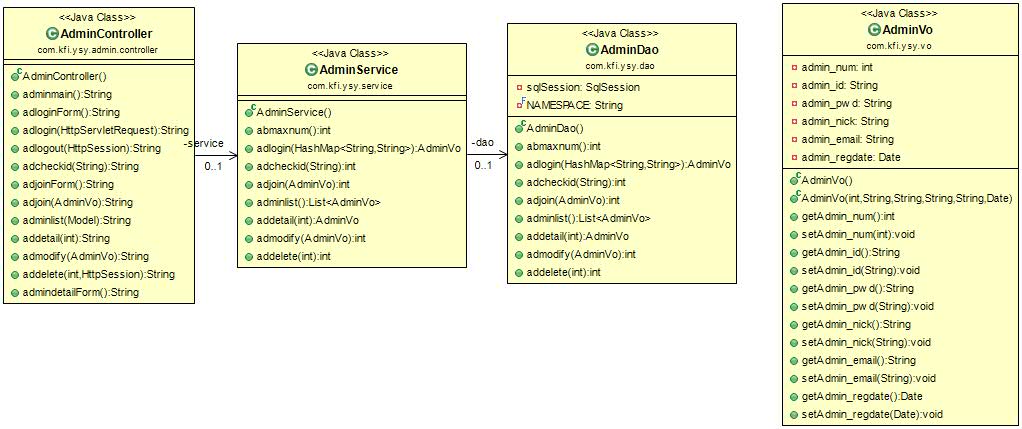 <<Java Class>>
AdminController
com.kfi.ysy.admin.controller
AdminController()
adminmain():String
adloginForm():String
adlogin(HttpServletRequest):String
adlogout(HttpSession):String
adcheckid(String):String
adjoinForm():String
adjoin(AdminVo):String
adminlist(Model):String
addetail(int):String
admodify(AdminVo):String
addelete(int,HttpSession):String
admindetailForm():String
-service
0..1
<<Java Class>>
AdminService
com.kfi.ysy.service
AdminService()
abmaxnum():int
adlogin(HashMap<String,String>):AdminVo
adcheckid(String):int
adjoin(AdminVo):int
adminlist():List<AdminVo>
addetail(int):AdminVo
admodify(AdminVo):int
addelete(int):int
-dao
0..1
<<Java Class>>
AdminDao
com.kfi.ysy.dao
sqlSession: SqlSession
NAMESPACE: String
AdminDao()
abmaxnum():int
adlogin(HashMap<String,String>):AdminVo
adcheckid(String):int
adjoin(AdminVo):int
adminlist():List<AdminVo>
addetail(int):AdminVo
admodify(AdminVo):int
addelete(int):int
<<Java Class>>
AdminVo
com.kfi.ysy.vo
admin_num: int
admin_id: String
admin_pwd: String
admin_nick: String
admin_email: String
admin_regdate: Date
AdminVo()
AdminVo(int,String,String,String,String,Date)
getAdmin_num():int
setAdmin_num(int):void
getAdmin_id():String
setAdmin_id(String):void
getAdmin_pwd():String
setAdmin_pwd(String):void
getAdmin_nick():String
setAdmin_nick(String):void
getAdmin_email():String
setAdmin_email(String):void
getAdmin_regdate():Date
setAdmin_regdate(Date):void